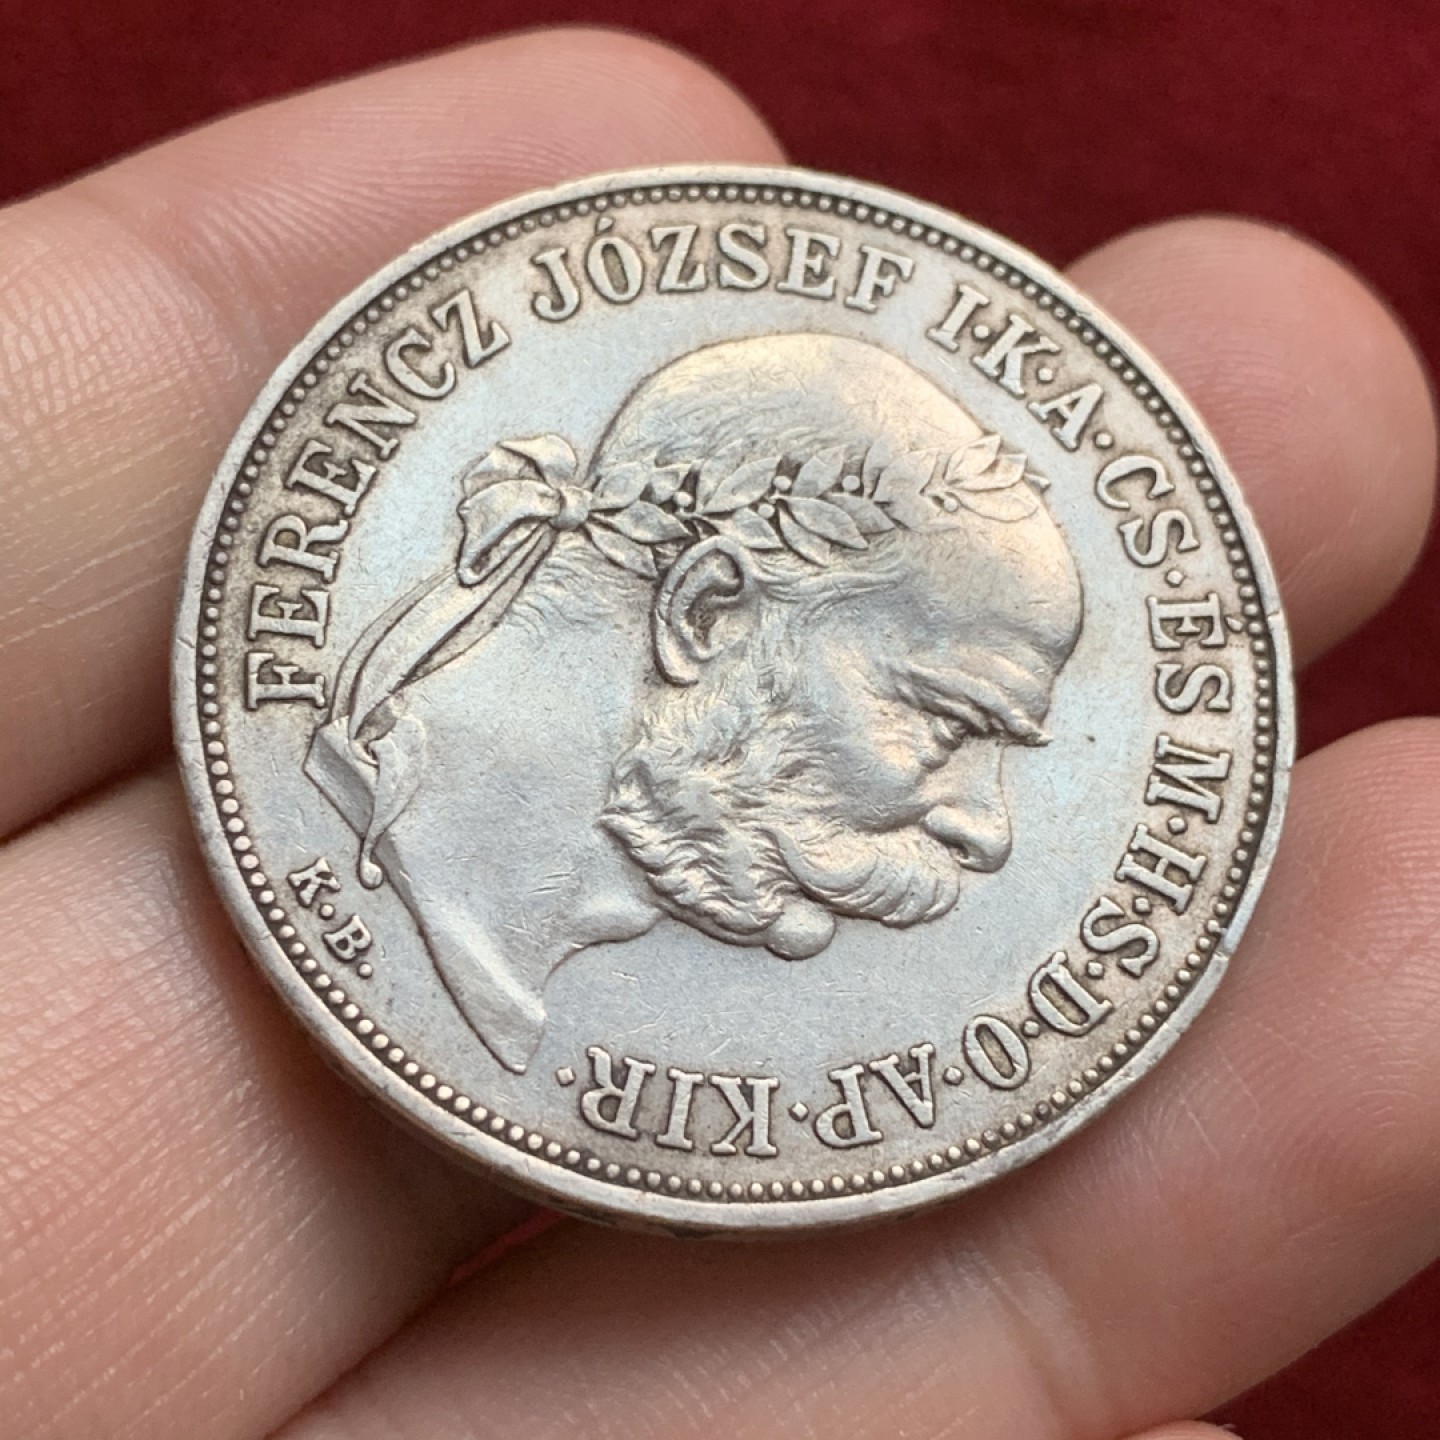 FERENCZ JÓZSEF I·K·A·CS·ÉS M·H·S·D·O·AP·KIR·
K·B.